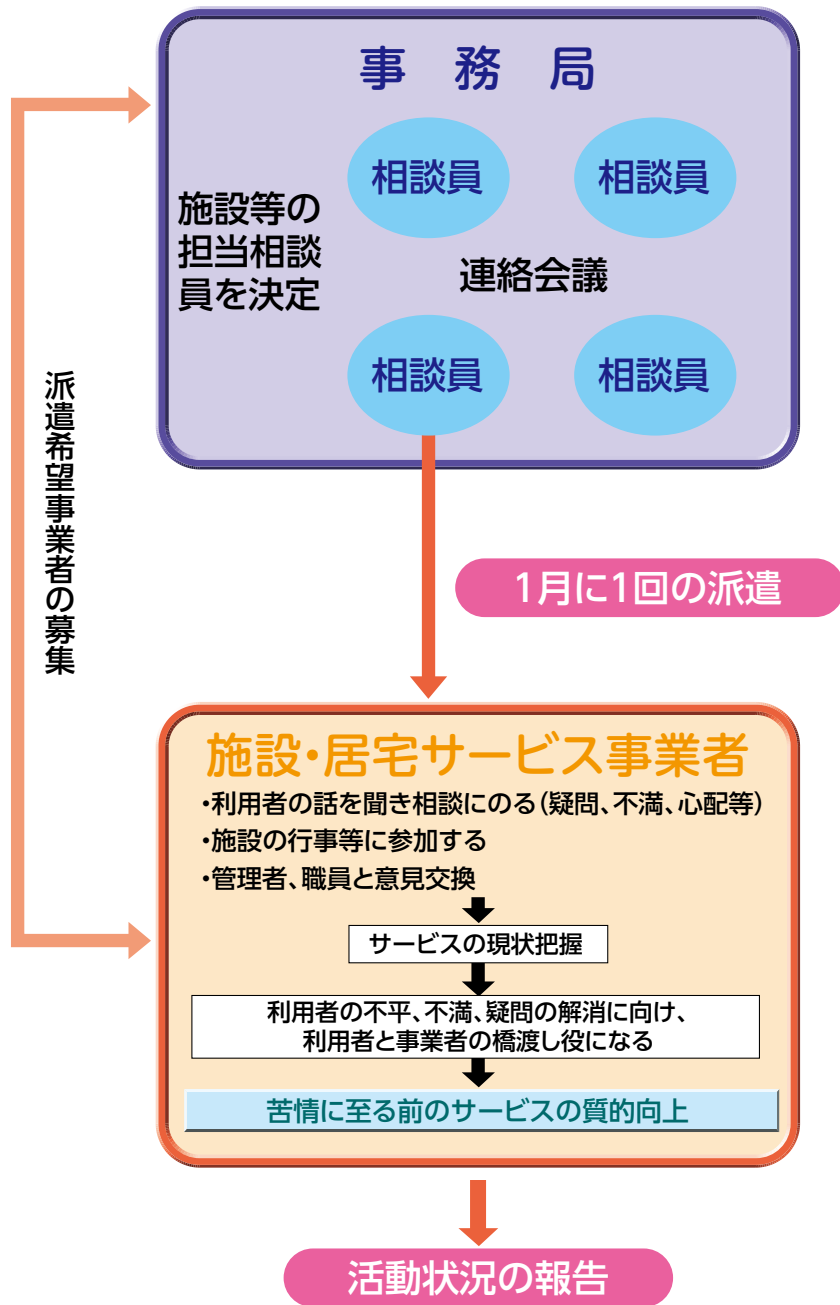 事務局
相談員
相談員
施設等の
担当相談
員を決定
連絡会議
相談員
相談員
派遣希望事業者の募集
1月に1回の派遣
施設・居宅サービス事業者
・利用者の話を聞き相談にのる(疑問、不満、心配等)
・施設の行事等に参加する
・管理者、職員と意見交換
サービスの現状把握
利用者の不平、不満、疑問の解消に向け、
利用者と事業者の橋渡し役になる
苦情に至る前のサービスの質的向上
活動状況の報告